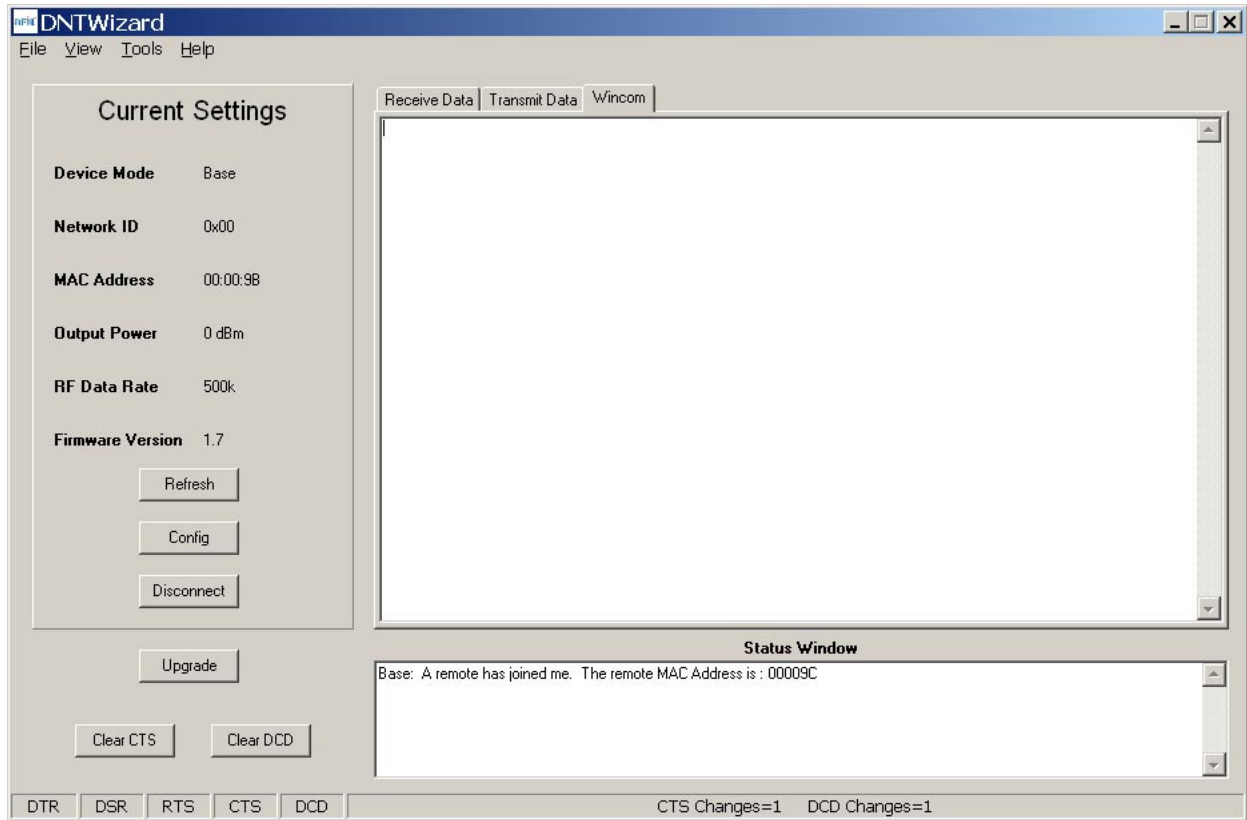 RFM DNTWizard
File View Tools Help
Current Settings
Device Mode Base
Network ID 0x00
MAC Address 00:00:9B
Output Power 0 dBm
RF Data Rate 500k
Firmware Version 1.7
Refresh
Config
Disconnect
Upgrade
Clear CTS Clear DCD
Receive Data Transmit Data Wincom
Status Window
Base: A remote has joined me. The remote MAC Address is : 00009C
DTR DSR RTS CTS DCD CTS Changes=1 DCD Changes=1